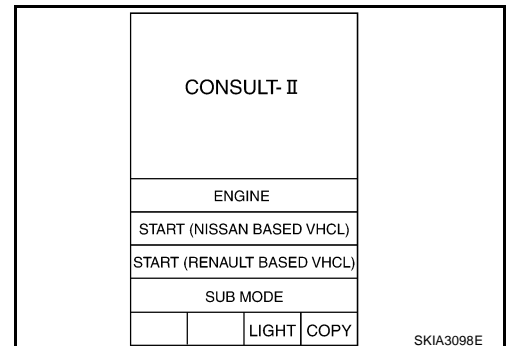 CONSULT-Ⅱ
ENGINE
START (NISSAN BASED VHCL)
START (RENAULT BASED VHCL)
SUB MODE
LIGHT COPY
SKIA3098E